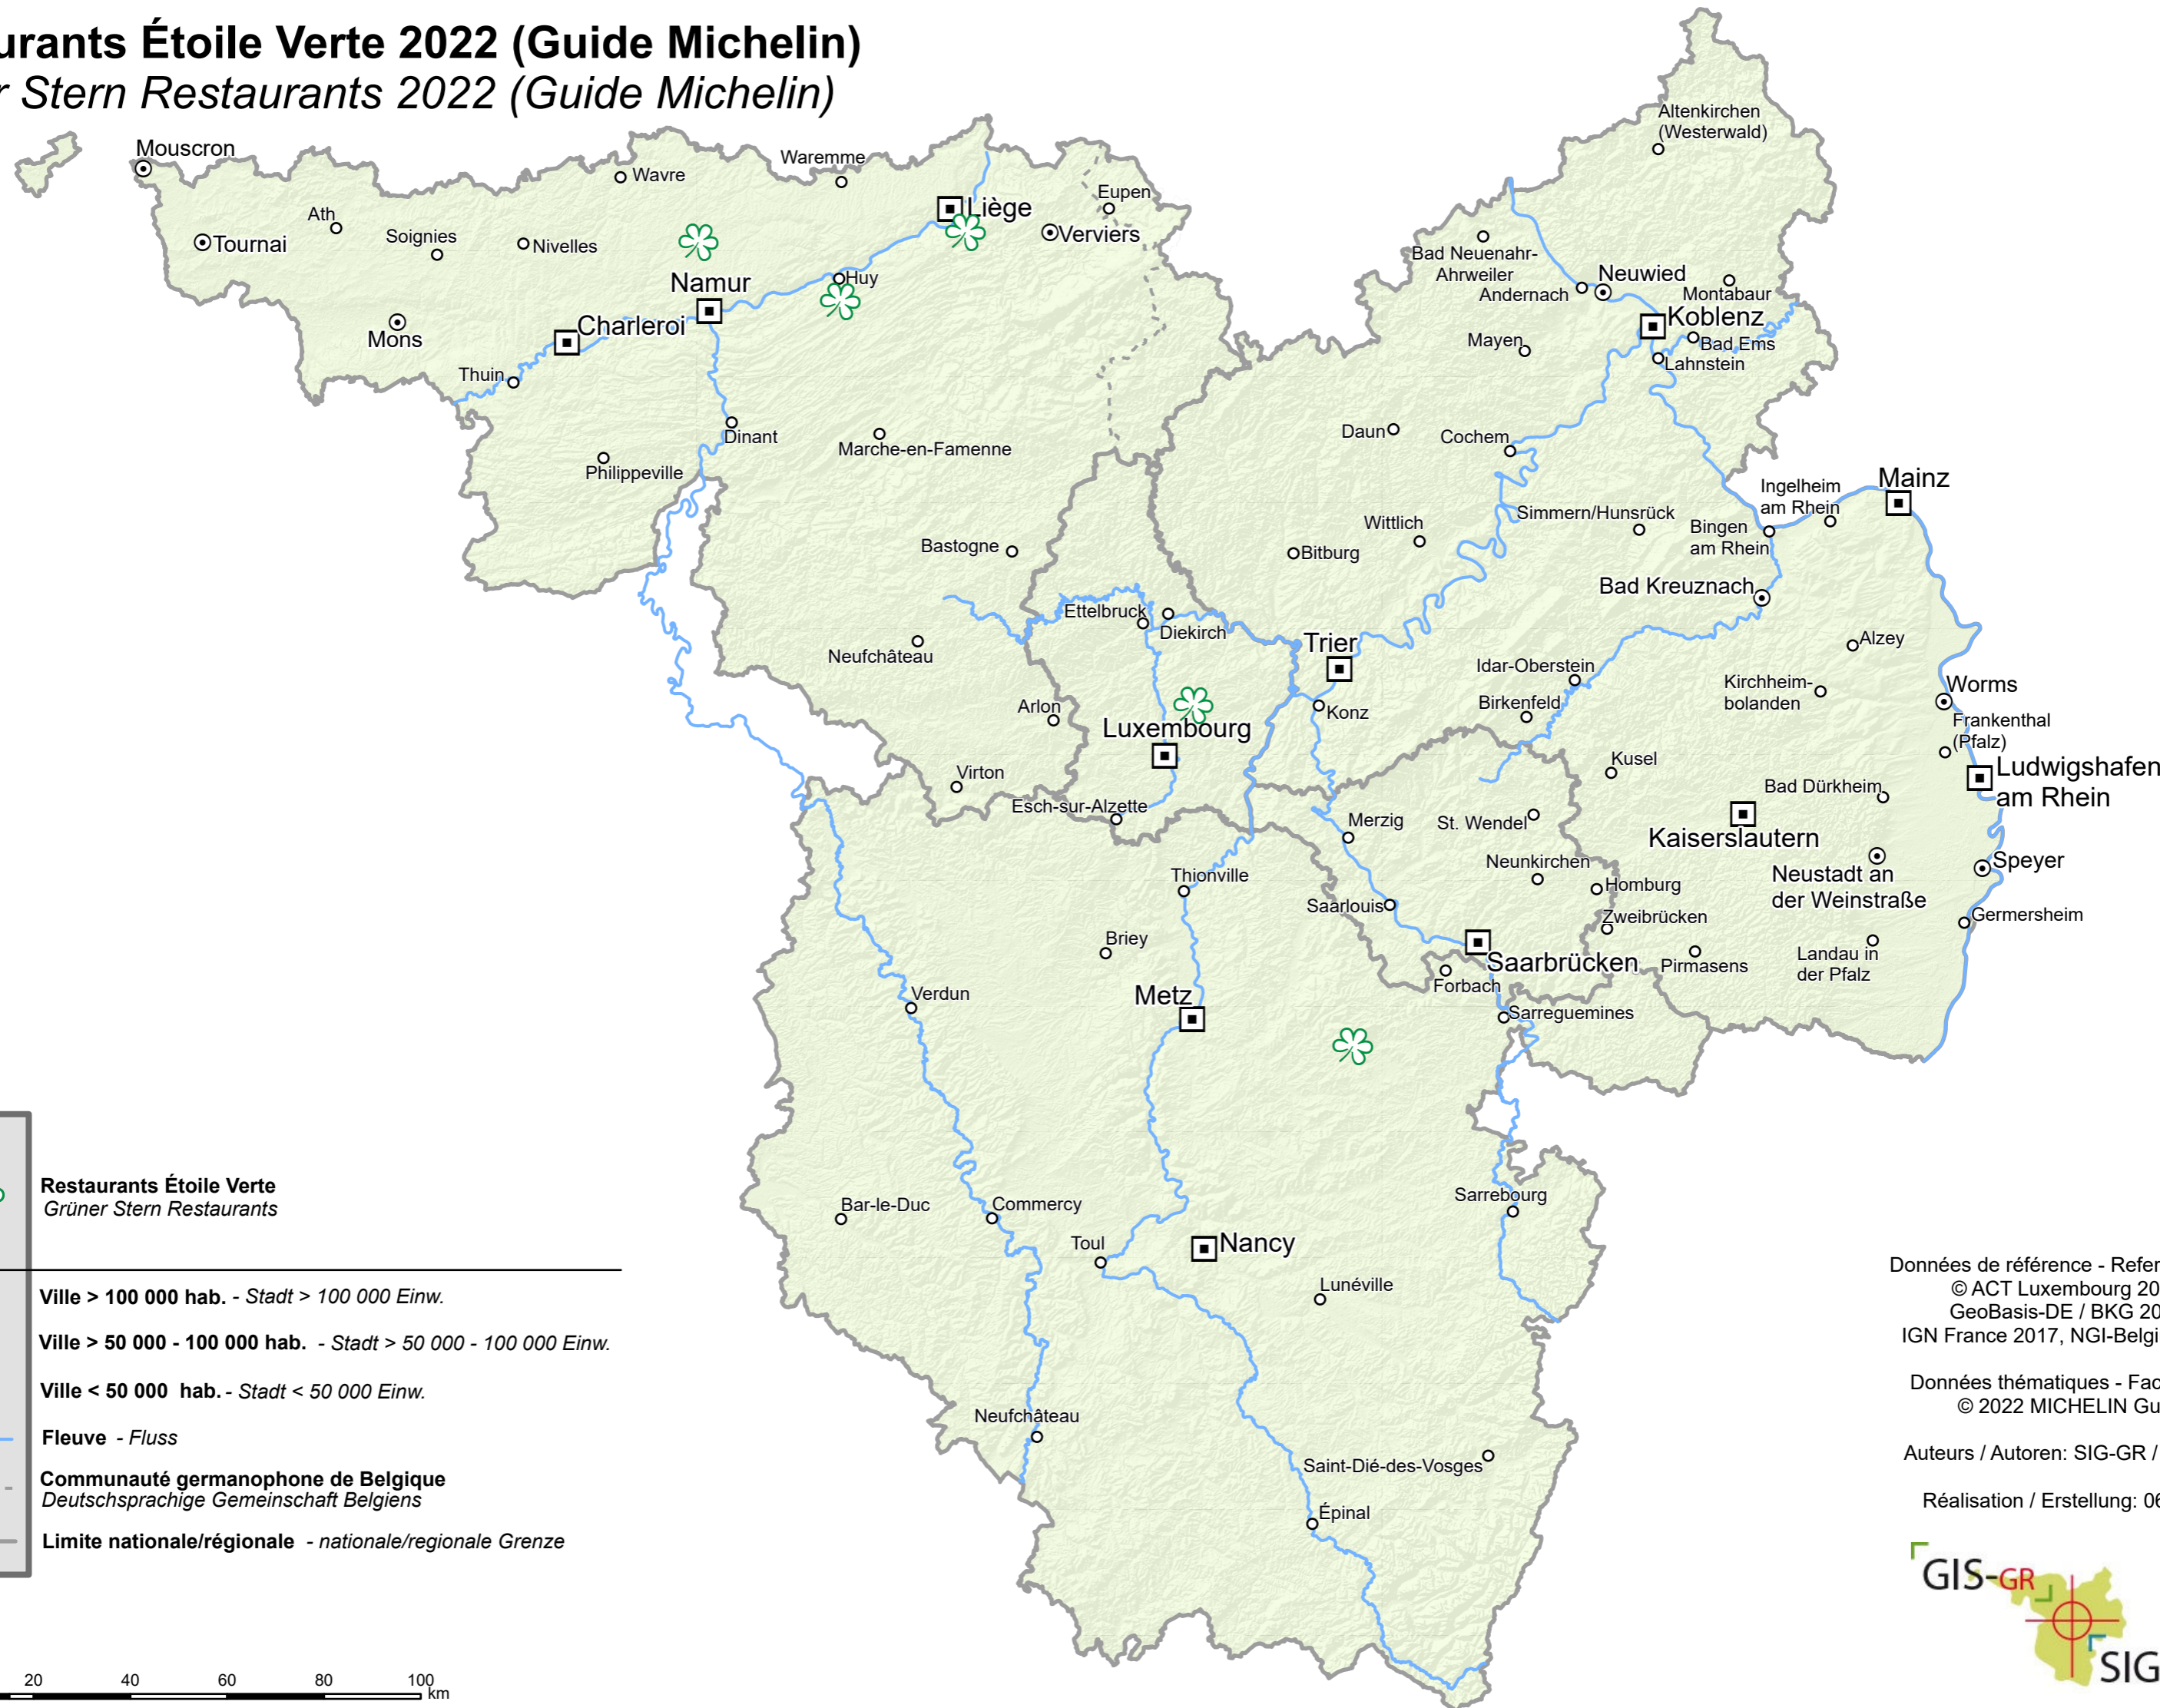 urants Étoile Verte 2022 (Guide Michelin)
r Stern Restaurants 2022 (Guide Michelin)
Mouscron
Tournai
Ath
Soignies
Nivelles
Wavre
Waremme
Liège
Eupen
Verviers
Huy
Namur
Charleroi
Mons
Thuin
Dinant
Philippeville
Marche-en-Famenne
Bastogne
Neufchâteau
Arlon
Virton
Ettelbruck
Diekirch
Luxembourg
Esch-sur-Alzette
Altenkirchen
(Westerwald)
Bad Neuenahr-
Ahrweiler
Andernach
Neuwied
Montabaur
Koblenz
Bad Ems
Lahnstein
Mayen
Daun
Cochem
Mainz
Ingelheim
am Rhein
Bingen
am Rhein
Simmern/Hunsrück
Wittlich
Bitburg
Bad Kreuznach
Trier
Konz
Idar-Oberstein
Birkenfeld
Alzey
Kirchheim-
bolanden
Worms
Frankenthal
(Pfalz)
Ludwigshafen
am Rhein
Kusel
Bad Dürkheim
Kaiserslautern
Neustadt an
der Weinstraße
Speyer
Germersheim
Landau in
der Pfalz
Pirmasens
Zweibrücken
Homburg
Neunkirchen
St. Wendel
Merzig
Saarlouis
Saarbrücken
Forbach
Sarreguemines
Thionville
Briey
Metz
Verdun
Bar-le-Duc
Commercy
Toul
Nancy
Lunéville
Sarrebourg
Neufchâteau
Saint-Dié-des-Vosges
Épinal
Restaurants Étoile Verte
Grüner Stern Restaurants
Ville > 100 000 hab. - Stadt > 100 000 Einw.
Ville > 50 000 - 100 000 hab. - Stadt > 50 000 - 100 000 Einw.
Ville < 50 000 hab. - Stadt < 50 000 Einw.
Fleuve - Fluss
Communauté germanophone de Belgique
Deutschsprachige Gemeinschaft Belgiens
Limite nationale/régionale - nationale/regionale Grenze
20 40 60 80 100
km
Données de référence - Refer
© ACT Luxembourg 20
GeoBasis-DE / BKG 20
IGN France 2017, NGI-Belgi
Données thématiques - Fac
© 2022 MICHELIN Gu
Auteurs / Autoren: SIG-GR /
Réalisation / Erstellung: 06
GIS-GR
SIG